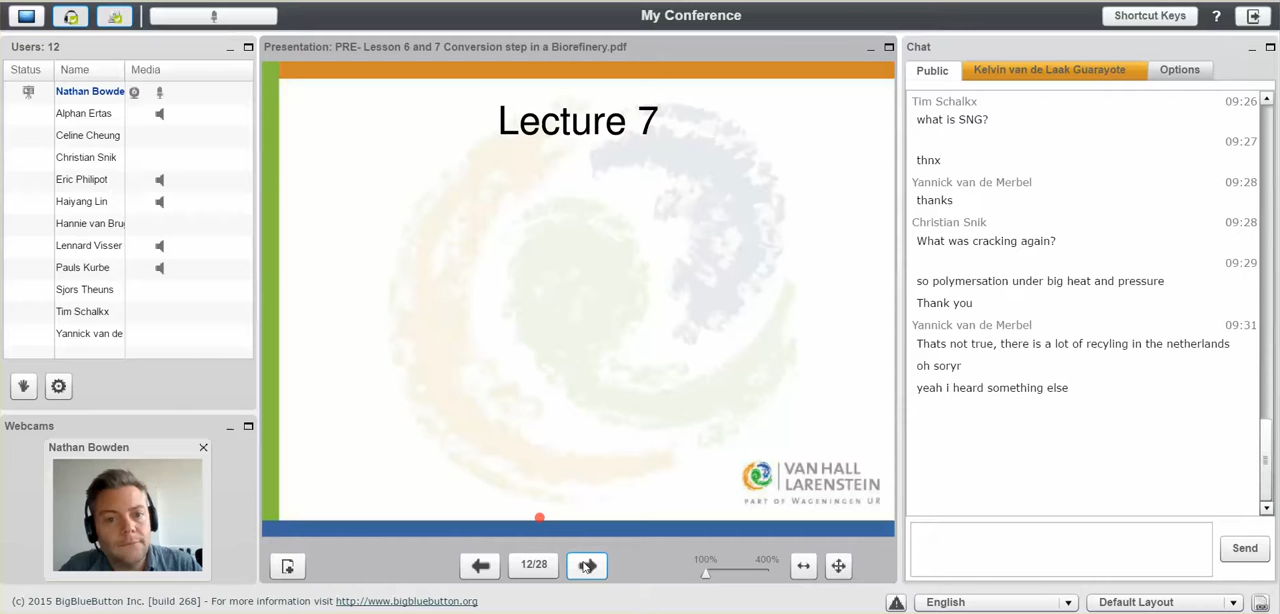 My Conference
Shortcut Keys
?
Users: 12
Status Name Media
Nathan Bowde
Alphan Ertas
Celine Cheung
Christian Snik
Eric Philipot
Haiyang Lin
Hannie van Brug
Lennard Visser
Pauls Kurbe
Sjors Theuns
Tim Schalkx
Yannick van de
Webcams
Nathan Bowden
Presentation: PRE- Lesson 6 and 7 Conversion step in a Biorefinery.pdf
Lecture 7
VAN HALL
LARENSTEIN
PART OF WAGENINGEN UR
12/28
100% 400%
Chat
Public Kelvin van de Laak Guarayote Options
Tim Schalkx 09:26
what is SNG?
09:27
thnx
Yannick van de Merbel 09:28
thanks
Christian Snik 09:28
What was cracking again?
09:29
so polymersation under big heat and pressure
Thank you
Yannick van de Merbel 09:31
Thats not true, there is a lot of recyling in the netherlands
oh soryr
yeah i heard something else
Send
(c) 2015 BigBlueButton Inc. [build 268] - For more information visit http://www.bigbluebutton.org
English
Default Layout